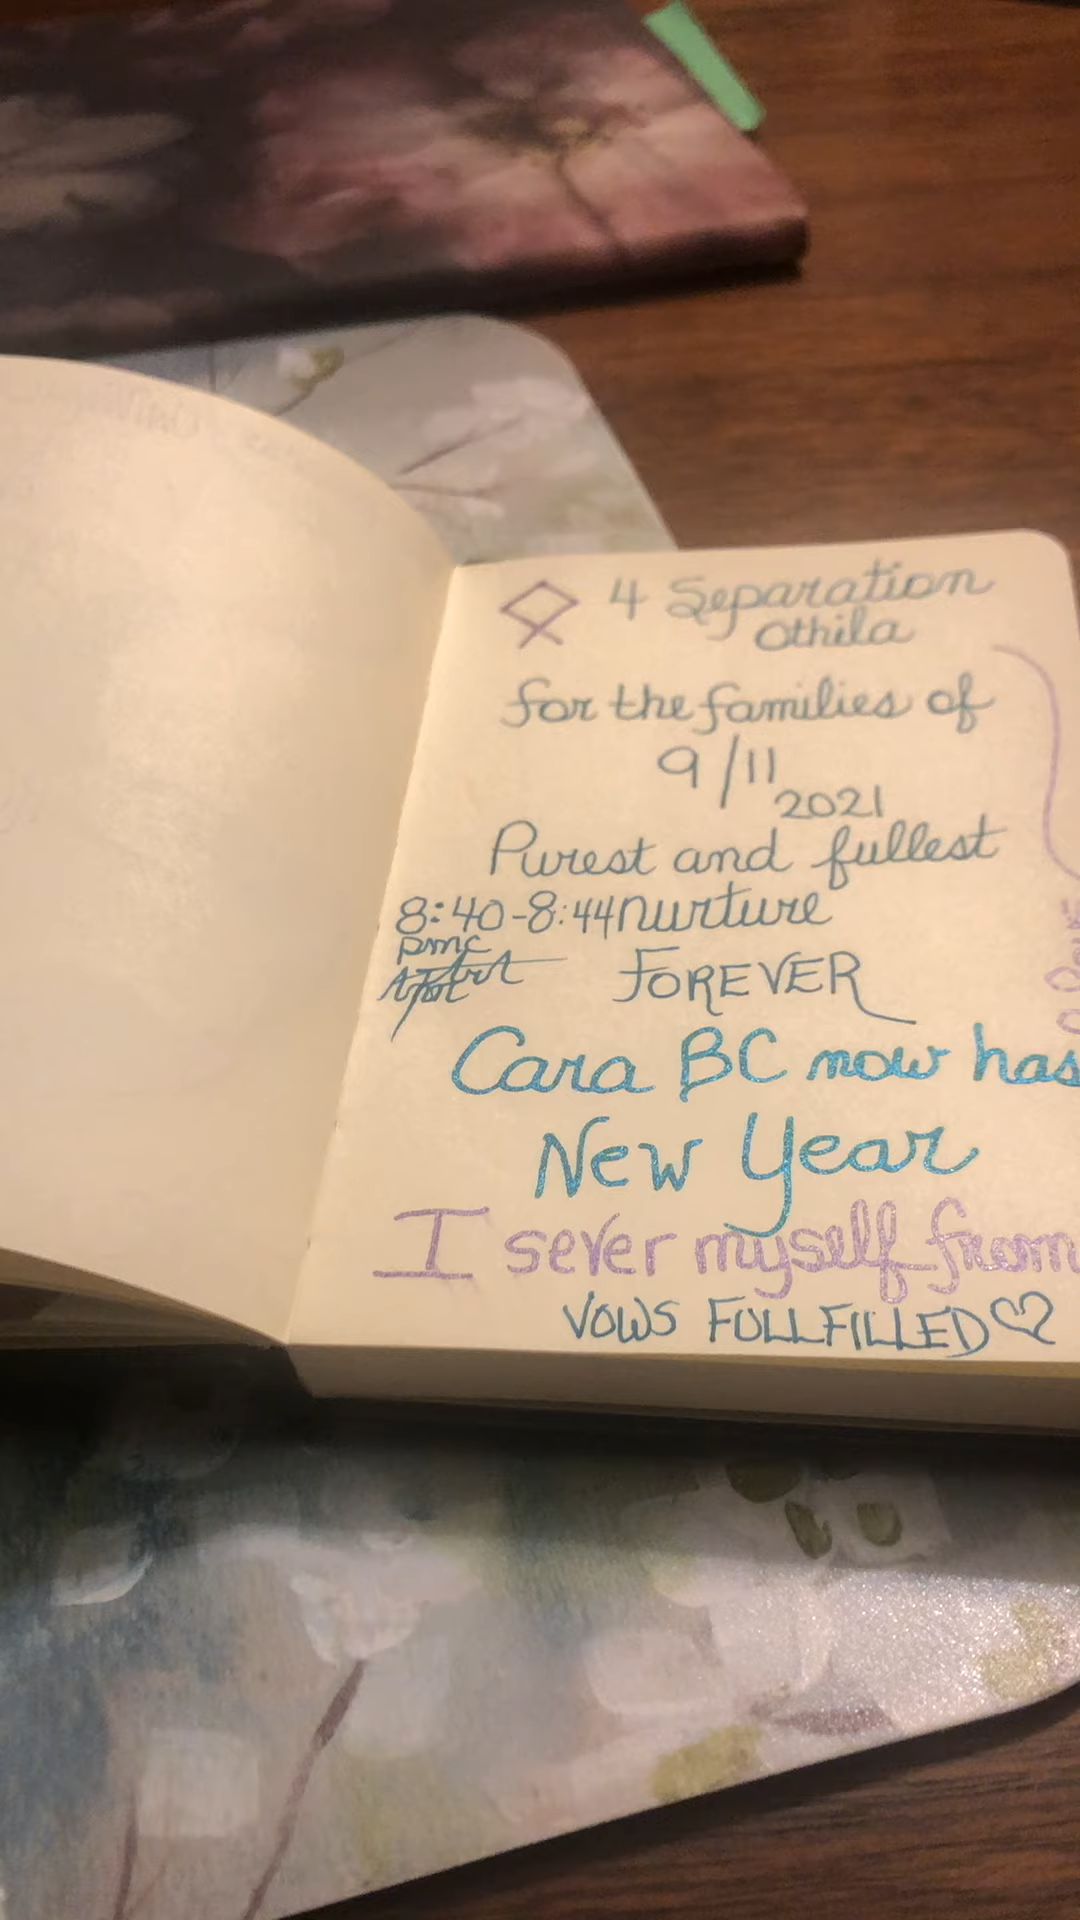 4 Separation
Othila
for the families of
9/11
2021
Purest and fullest
8:40-8:44 nurture
pmc
FOREVER
Cara BC now has
New Year
I sever myself from
VOWS FULLFILLED